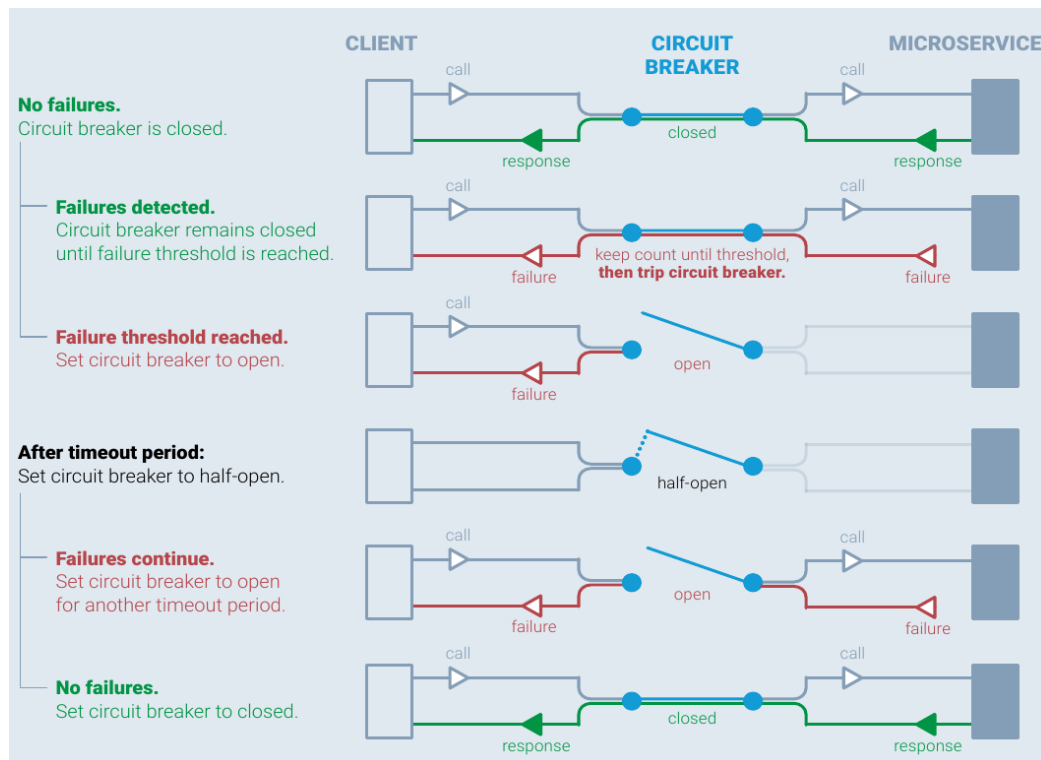 CLIENT
CIRCUIT
BREAKER
MICROSERVICE
No failures.
Circuit breaker is closed.
call
call
closed
response
response
Failures detected.
Circuit breaker remains closed
until failure threshold is reached.
call
call
keep count until threshold,
then trip circuit breaker.
failure
failure
Failure threshold reached.
Set circuit breaker to open.
call
open
failure
After timeout period:
Set circuit breaker to half-open.
half-open
Failures continue.
Set circuit breaker to open
for another timeout period.
call
call
open
failure
failure
No failures.
Set circuit breaker to closed.
call
call
closed
response
response